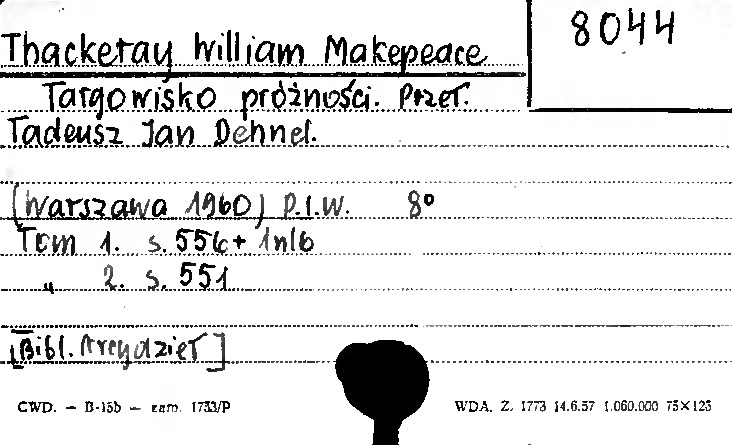 8044
Thackeray William Makepeace
Targowisko próżności. Przeł.
Tadeusz Jan Dehnel.
(Warszawa 1960) P.I.W. 8°
Tom 1. s. 556+ 1nlb
„ 2. s. 551
[Bibl. Arcydzieł]
CWD. — B-15b — zam. 1733/P
WDA. Z. 1773 14.6.57 1.060.000 75×125